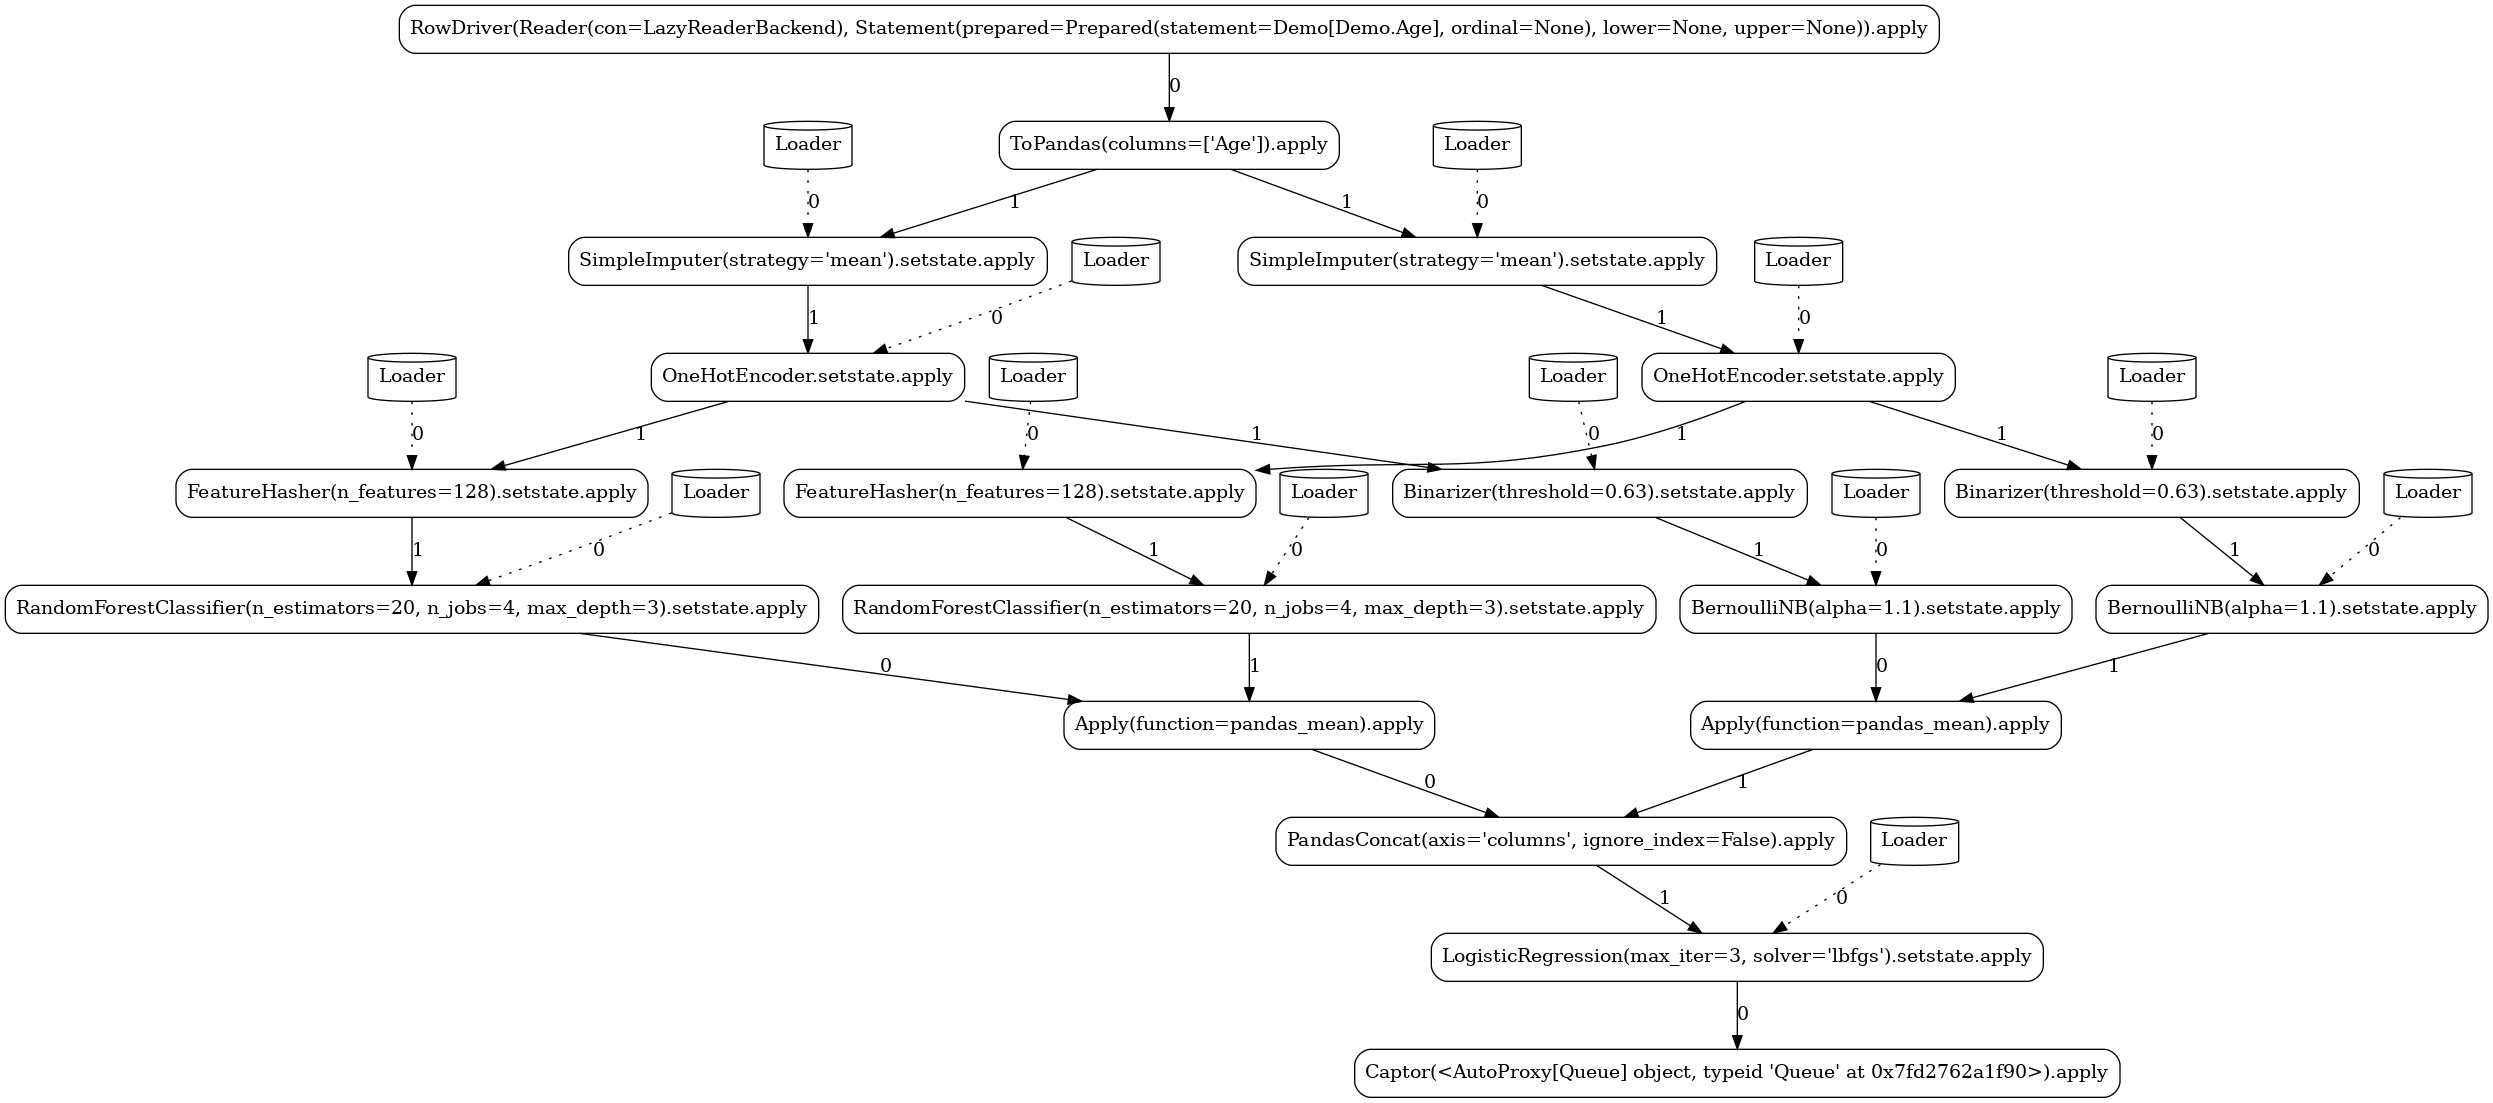 RowDriver(Reader(con=LazyReaderBackend), Statement(prepared=Prepared(statement=Demo[Demo.Age], ordinal=None), lower=None, upper=None)).apply
0
Loader
ToPandas(columns=['Age']).apply
Loader
0
1
1
0
SimpleImputer(strategy='mean').setstate.apply
Loader
SimpleImputer(strategy='mean').setstate.apply
Loader
1
0
1
0
Loader
OneHotEncoder.setstate.apply
Loader
Loader
OneHotEncoder.setstate.apply
Loader
0
1
0
1
0
1
1
0
FeatureHasher(n_features=128).setstate.apply
Loader
FeatureHasher(n_features=128).setstate.apply
Loader
Binarizer(threshold=0.63).setstate.apply
Loader
Binarizer(threshold=0.63).setstate.apply
Loader
1
0
1
0
1
0
1
0
RandomForestClassifier(n_estimators=20, n_jobs=4, max_depth=3).setstate.apply
RandomForestClassifier(n_estimators=20, n_jobs=4, max_depth=3).setstate.apply
BernoulliNB(alpha=1.1).setstate.apply
BernoulliNB(alpha=1.1).setstate.apply
0
1
0
1
Apply(function=pandas_mean).apply
Apply(function=pandas_mean).apply
0
1
PandasConcat(axis='columns', ignore_index=False).apply
Loader
1
0
LogisticRegression(max_iter=3, solver='lbfgs').setstate.apply
0
Captor(<AutoProxy[Queue] object, typeid 'Queue' at 0x7fd2762a1f90>).apply